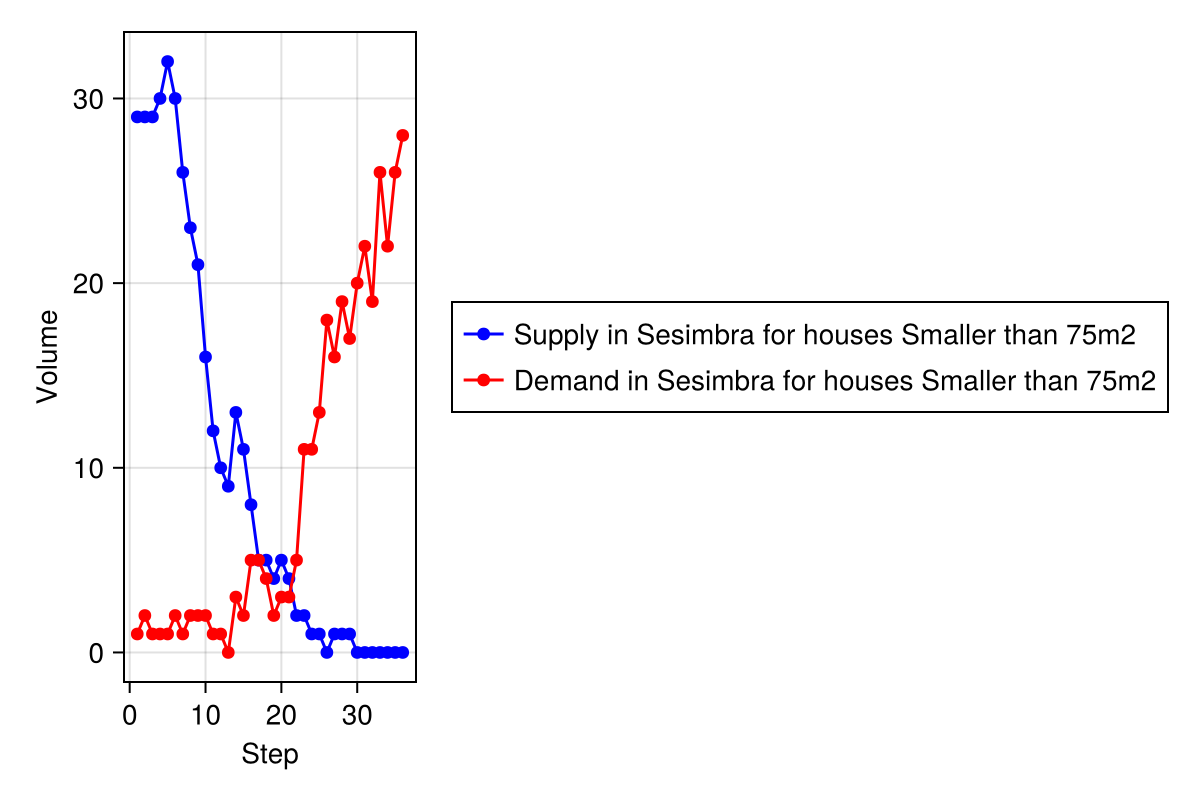 30
20
10
0
Volume
0 10 20 30
Step
Supply in Sesimbra for houses Smaller than 75m2
Demand in Sesimbra for houses Smaller than 75m2